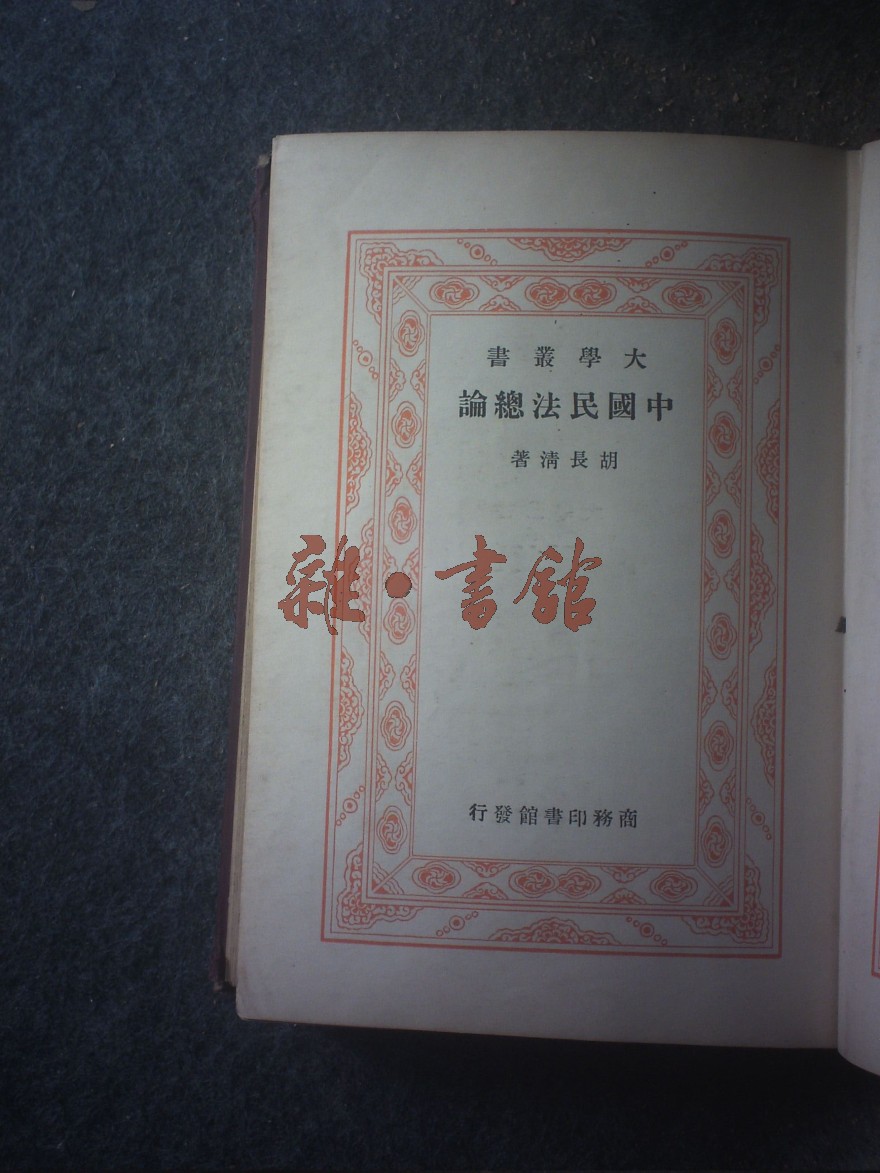 大學叢書
中國民法總論
胡長淸著
雜·書館
商務印書館發行